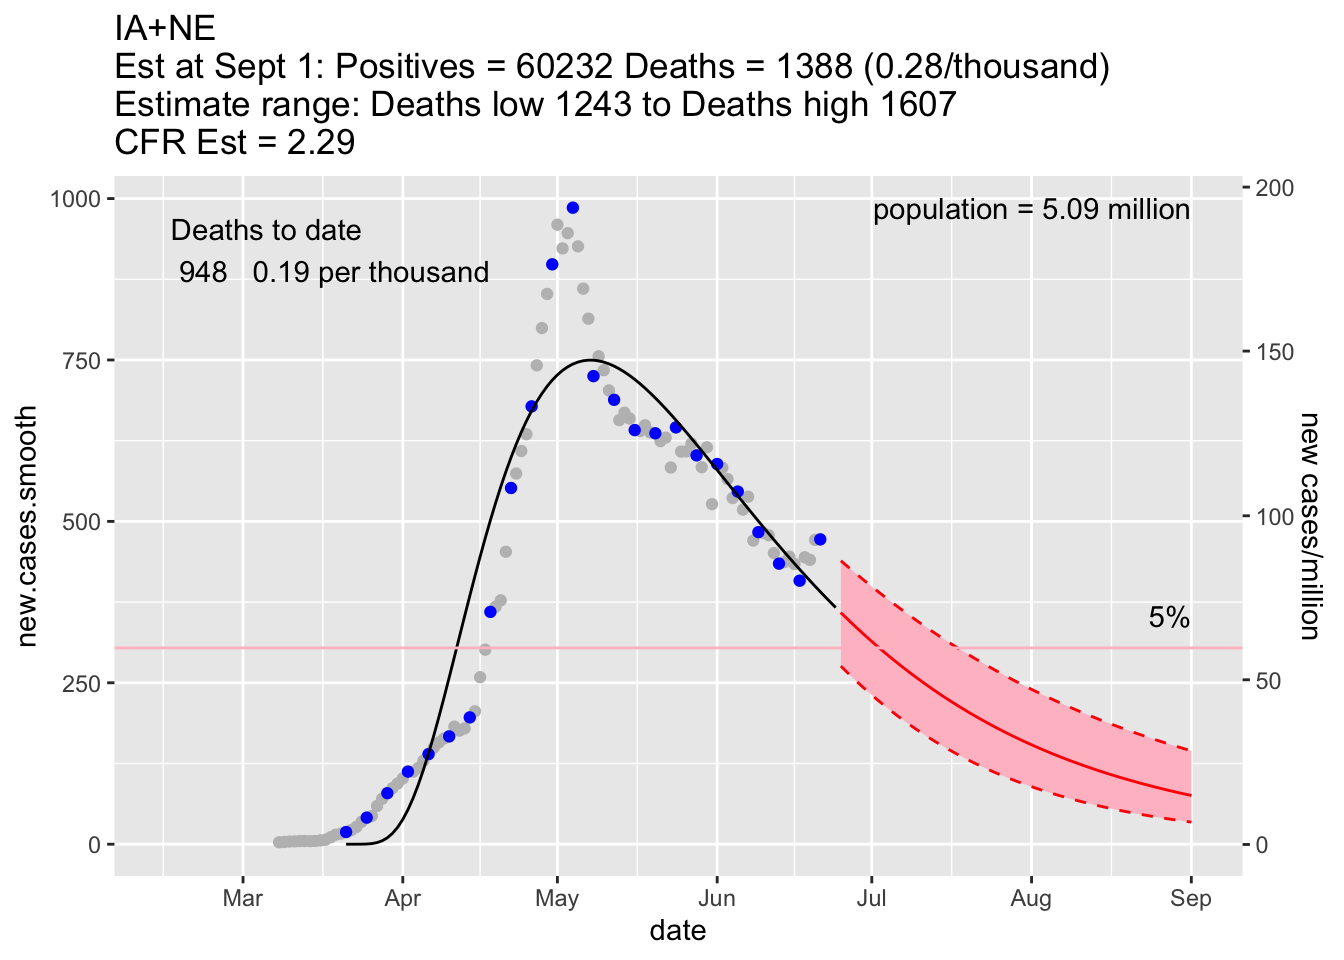 IA+NE
Est at Sept 1: Positives = 60232 Deaths = 1388 (0.28/thousand)
Estimate range: Deaths low 1243 to Deaths high 1607
CFR Est = 2.29
1000
750
500
250
0
new.cases.smooth
Deaths to date
948 0.19 per thousand
population = 5.09 million
5%
200
150
100
50
0
new cases/million
Mar Apr May Jun Jul Aug Sep
date